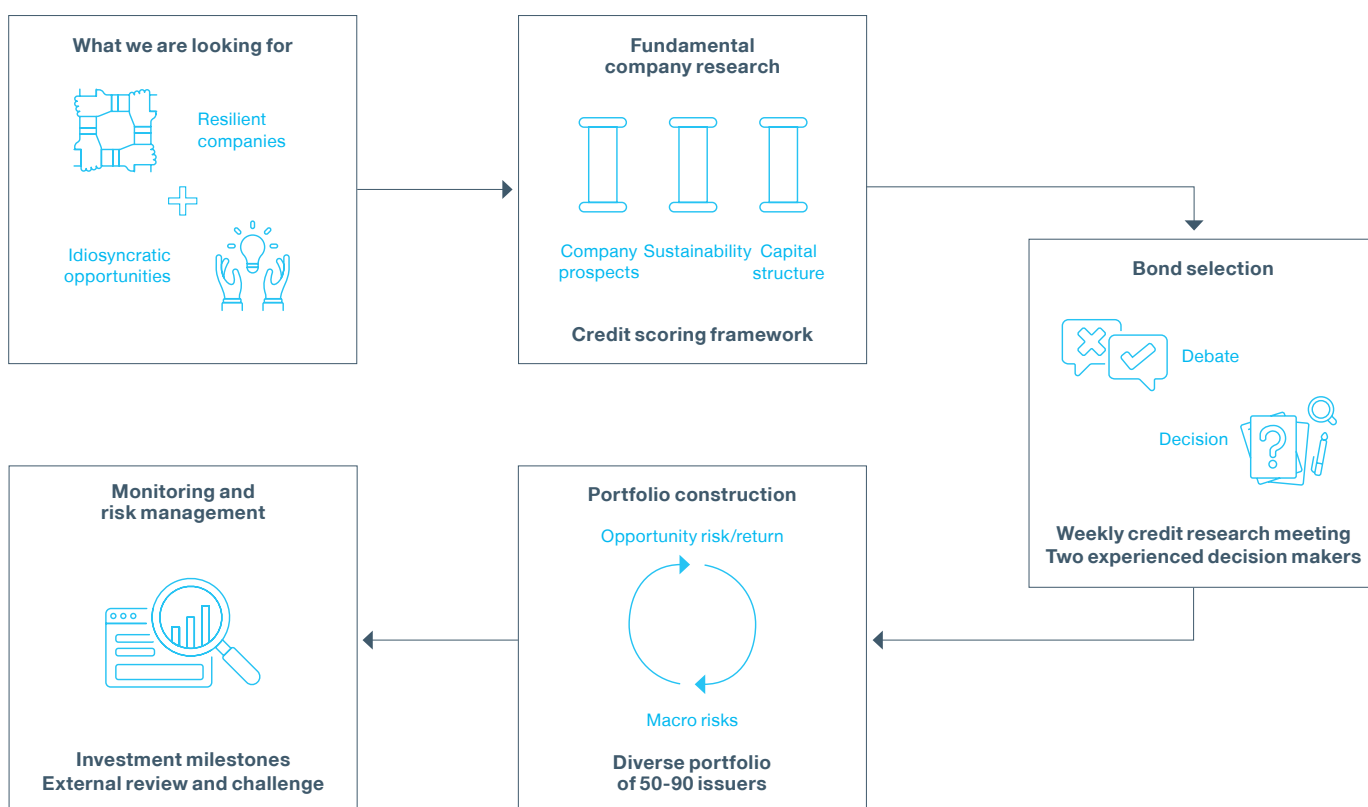 What we are looking for
Resilient
companies
Idiosyncratic
opportunities
Fundamental
company research
Company
prospects
Sustainability
Capital
structure
Credit scoring framework
Bond selection
Debate
Decision
Weekly credit research meeting
Two experienced decision makers
Portfolio construction
Opportunity risk/return
Macro risks
Diverse portfolio
of 50-90 issuers
Monitoring and
risk management
Investment milestones
External review and challenge